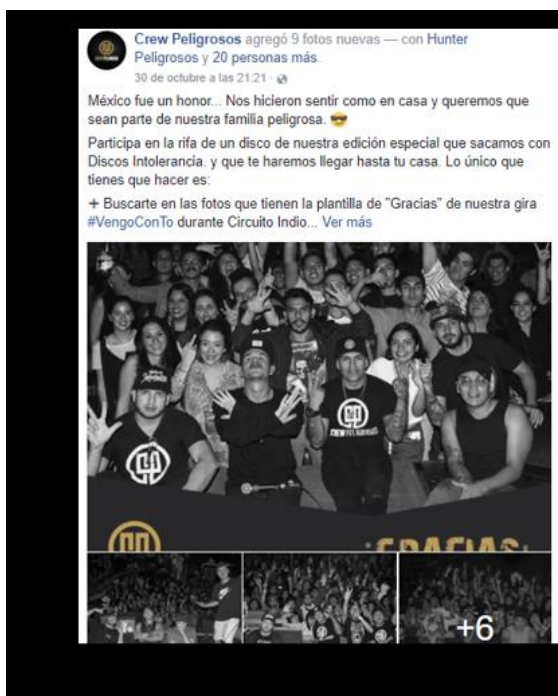 Crew Peligrosos agregó 9 fotos nuevas — con Hunter
Peligrosos y 20 personas más.
30 de octubre a las 21:21 ·
México fue un honor... Nos hicieron sentir como en casa y queremos que
sean parte de nuestra familia peligrosa.
Participa en la rifa de un disco de nuestra edición especial que sacamos con
Discos Intolerancia. y que te haremos llegar hasta tu casa. Lo único que
tienes que hacer es:
+ Buscarte en las fotos que tienen la plantilla de "Gracias" de nuestra gira
#VengoConTo durante Circuito Indio... Ver más
CREW PELIGROSOS
¡GRACIAS!
+6